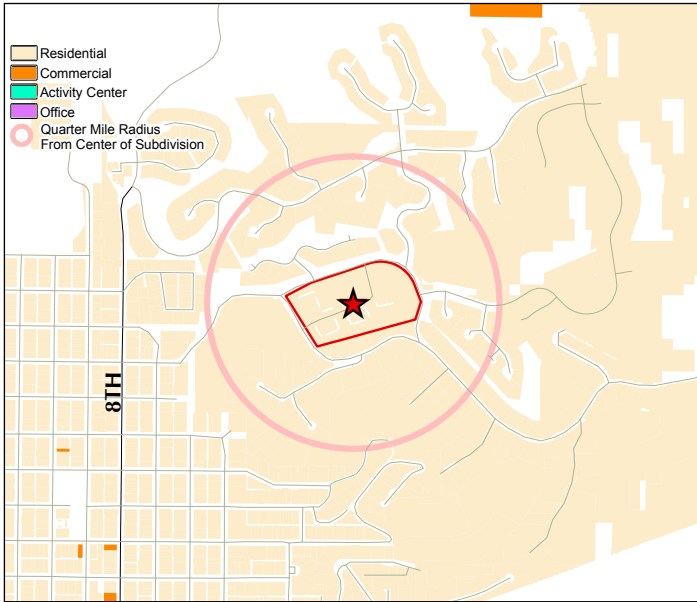 Residential
Commercial
Activity Center
Office
Quarter Mile Radius
From Center of Subdivision
8TH